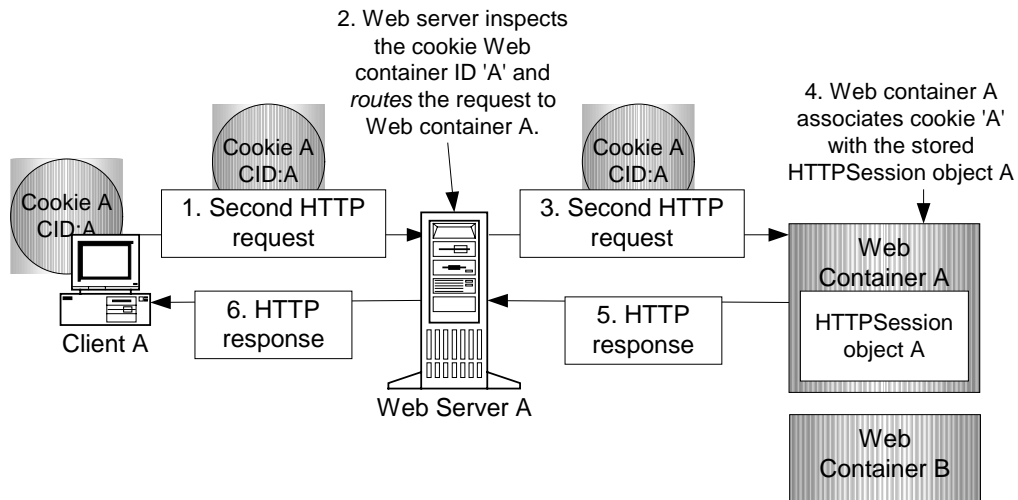 2. Web server inspects
the cookie Web
container ID 'A' and
routes the request to
Web container A.
4. Web container A
associates cookie 'A'
with the stored
HTTPSession object A
Cookie A
CID:A
Cookie A
CID:A
Cookie A
CID:A
1. Second HTTP
request
3. Second HTTP
request
Web
Container A
HTTPSession
object A
6. HTTP
response
5. HTTP
response
Client A
Web Server A
Web
Container B